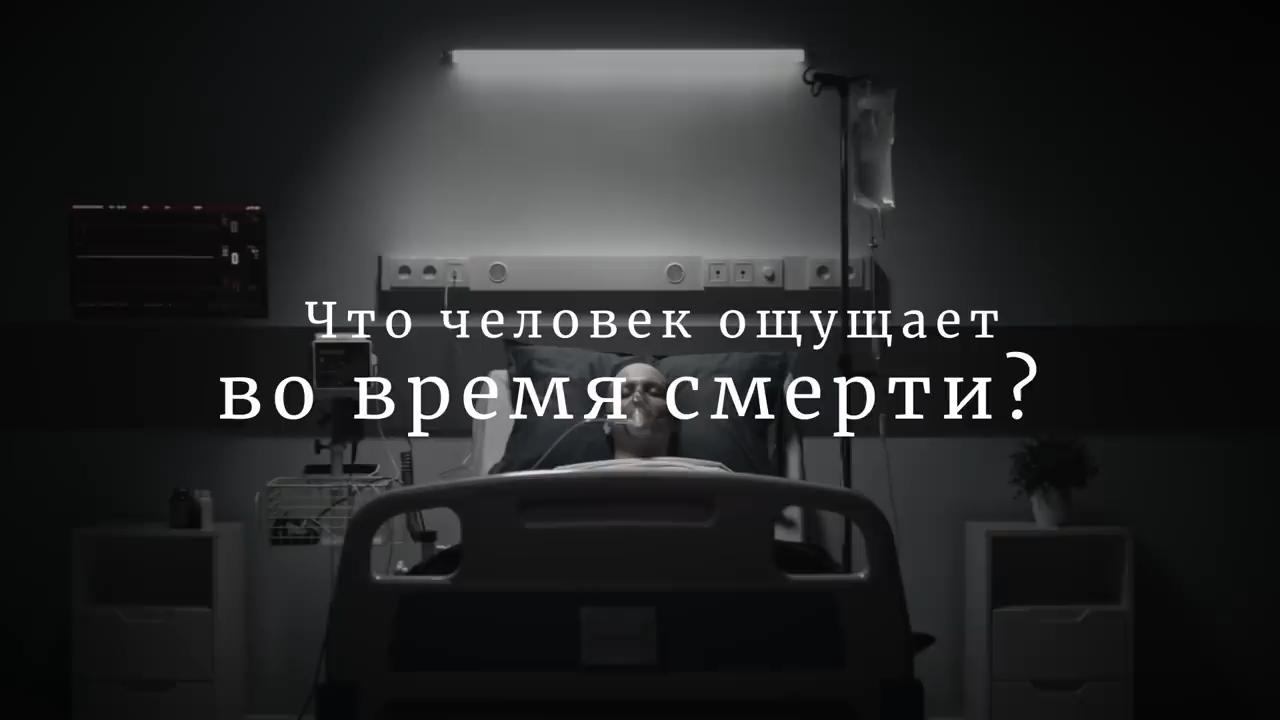 Что человек ощущает
во время смерти?